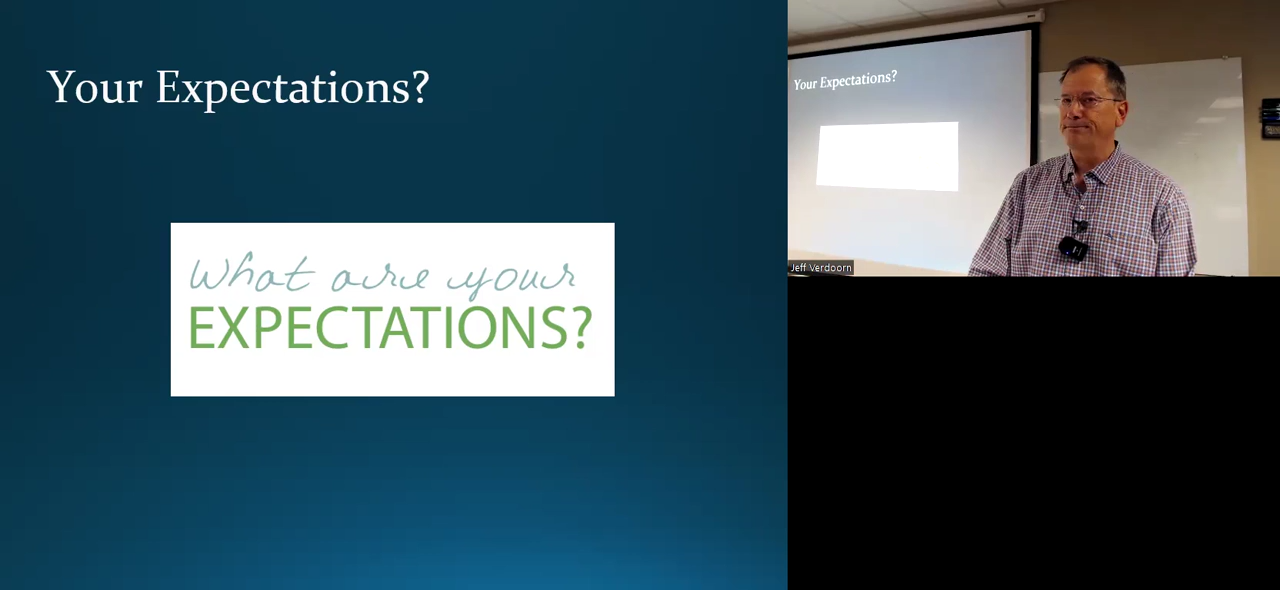 Your Expectations?
What are your
EXPECTATIONS?
Your Expectations?
Jeff Verdoorn